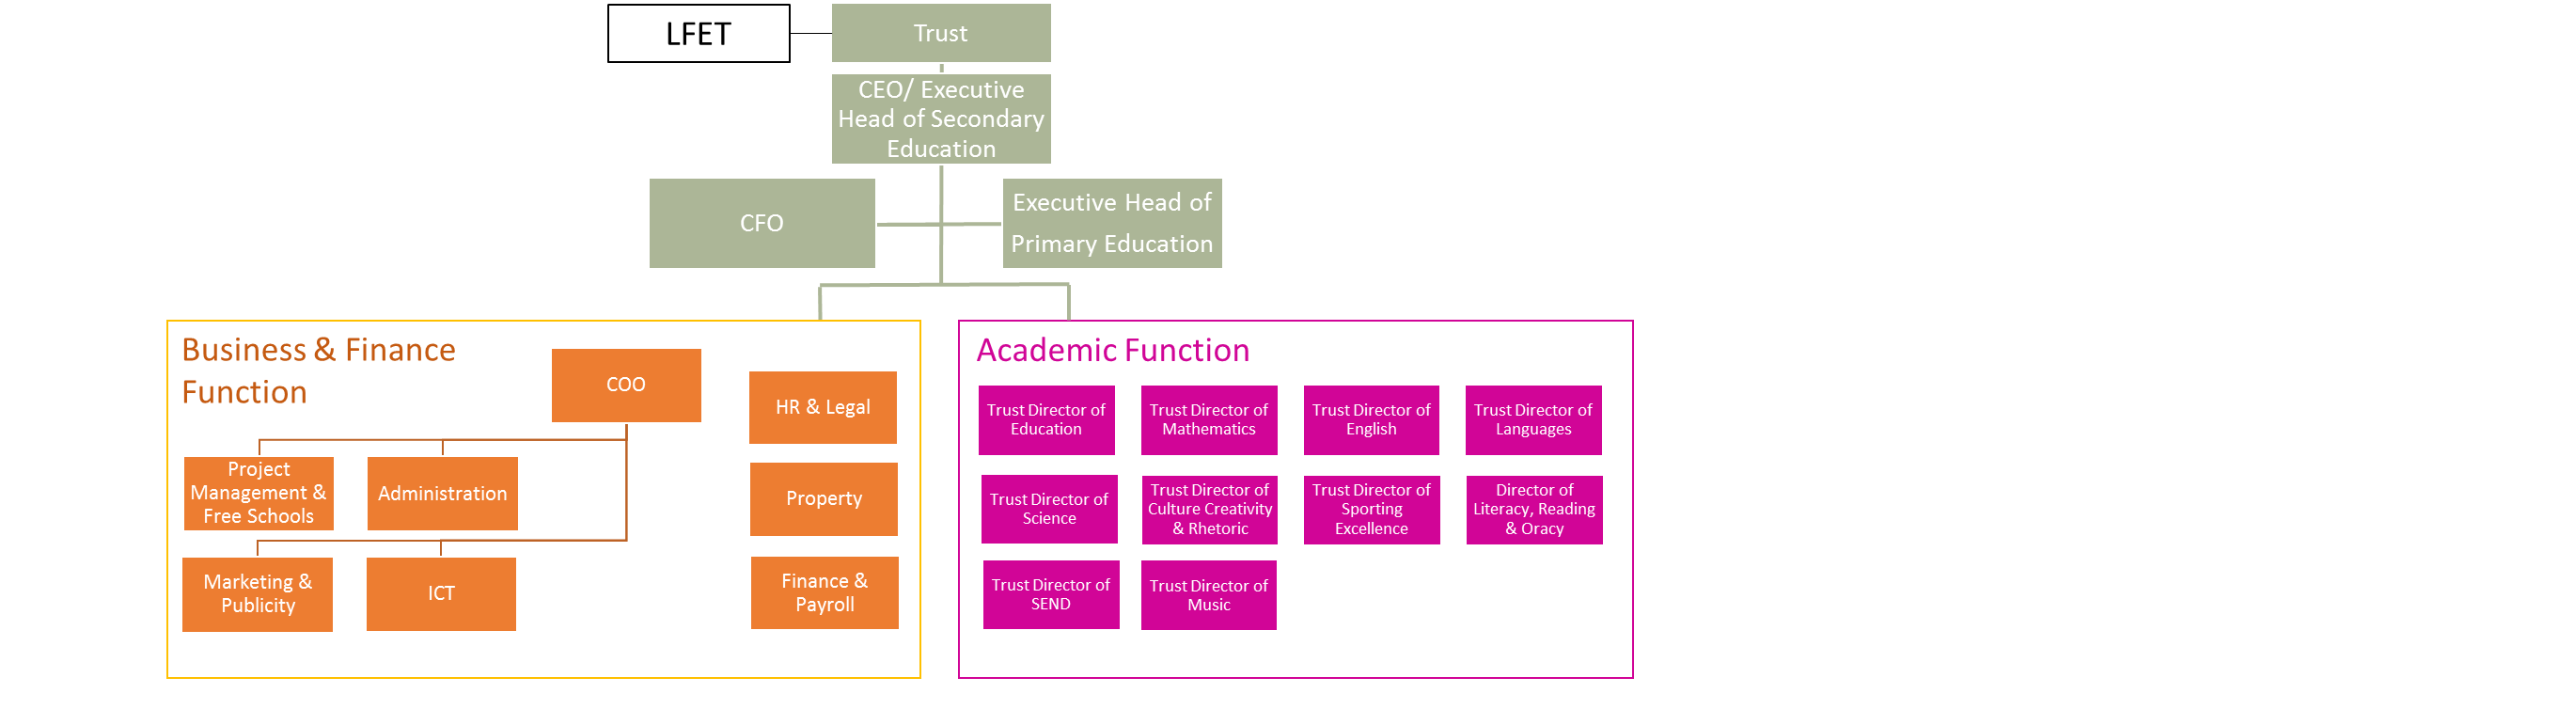 LFET
Trust
CEO/ Executive
Head of Secondary
Education
CFO
Executive Head of
Primary Education
Business & Finance
Function
COO
HR & Legal
Project
Management &
Free Schools
Administration
Property
Marketing &
Publicity
ICT
Finance &
Payroll
Academic Function
Trust Director of
Education
Trust Director of
Mathematics
Trust Director of
English
Trust Director of
Languages
Trust Director of
Science
Trust Director of
Culture Creativity
& Rhetoric
Trust Director of
Sporting
Excellence
Director of
Literacy, Reading
& Oracy
Trust Director of
SEND
Trust Director of
Music